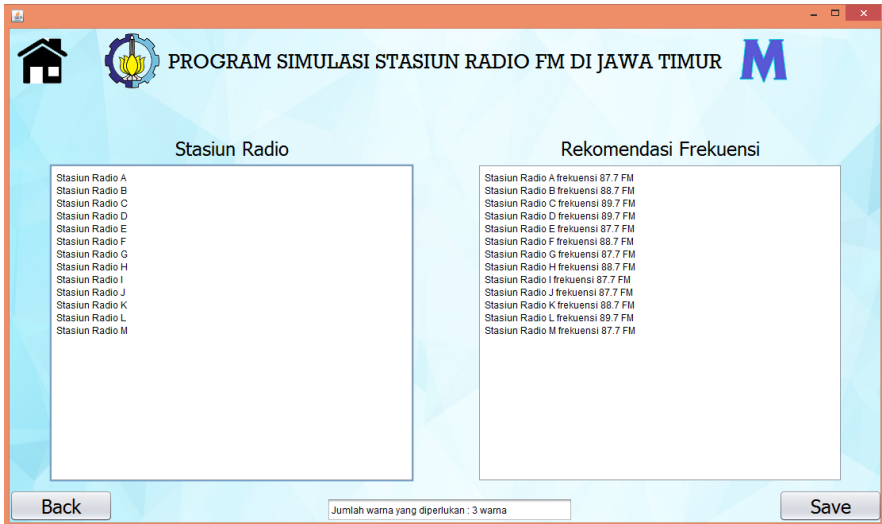 PROGRAM SIMULASI STASIUN RADIO FM DI JAWA TIMUR
M
Stasiun Radio
Stasiun Radio A
Stasiun Radio B
Stasiun Radio C
Stasiun Radio D
Stasiun Radio E
Stasiun Radio F
Stasiun Radio G
Stasiun Radio H
Stasiun Radio I
Stasiun Radio J
Stasiun Radio K
Stasiun Radio L
Stasiun Radio M
Rekomendasi Frekuensi
Stasiun Radio A frekuensi 87.7 FM
Stasiun Radio B frekuensi 88.7 FM
Stasiun Radio C frekuensi 89.7 FM
Stasiun Radio D frekuensi 89.7 FM
Stasiun Radio E frekuensi 87.7 FM
Stasiun Radio F frekuensi 88.7 FM
Stasiun Radio G frekuensi 87.7 FM
Stasiun Radio H frekuensi 88.7 FM
Stasiun Radio I frekuensi 87.7 FM
Stasiun Radio J frekuensi 87.7 FM
Stasiun Radio K frekuensi 88.7 FM
Stasiun Radio L frekuensi 89.7 FM
Stasiun Radio M frekuensi 87.7 FM
Back
Jumlah warna yang diperlukan : 3 warna
Save